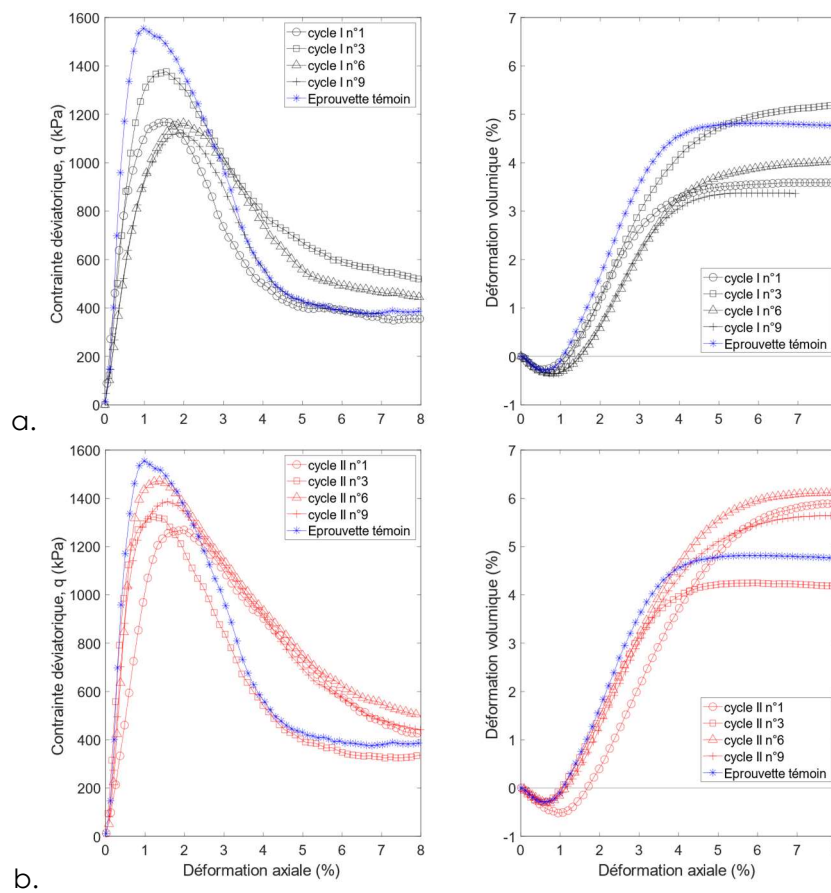 1600
1400
1200
1000
800
600
400
200
0
Contrainte déviatorique, q (kPa)
0 1 2 3 4 5 6 7 8
cycle I n°1
cycle I n°3
cycle I n°6
cycle I n°9
Eprouvette témoin
7
6
5
4
3
2
1
0
-1
Déformation volumique (%)
0 1 2 3 4 5 6 7
cycle I n°1
cycle I n°3
cycle I n°6
cycle I n°9
Eprouvette témoin
a.
1600
1400
1200
1000
800
600
400
200
0
Contrainte déviatorique, q (kPa)
0 1 2 3 4 5 6 7 8
Déformation axiale (%)
cycle II n°1
cycle II n°3
cycle II n°6
cycle II n°9
Eprouvette témoin
7
6
5
4
3
2
1
0
-1
Déformation volumique (%)
0 1 2 3 4 5 6 7
Déformation axiale (%)
cycle II n°1
cycle II n°3
cycle II n°6
cycle II n°9
Eprouvette témoin
b.